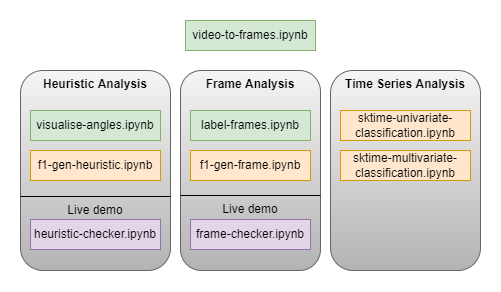 video-to-frames.ipynb
Heuristic Analysis
visualise-angles.ipynb
f1-gen-heuristic.ipynb
Live demo
heuristic-checker.ipynb
Frame Analysis
label-frames.ipynb
f1-gen-frame.ipynb
Live demo
frame-checker.ipynb
Time Series Analysis
sktime-univariate-
classification.ipynb
sktime-multivariate-
classification.ipynb